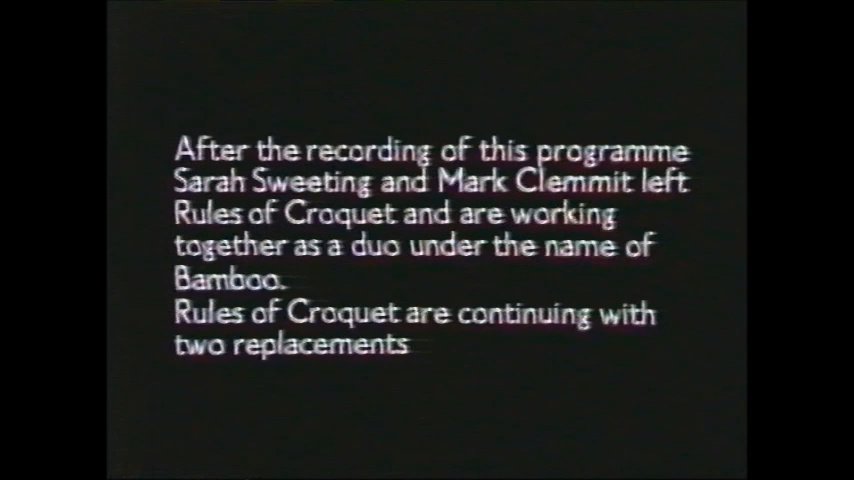 After the recording of this programme
Sarah Sweeting and Mark Clemmit left
Rules of Croquet and are working
together as a duo under the name of
Bamboo.
Rules of Croquet are continuing with
two replacements